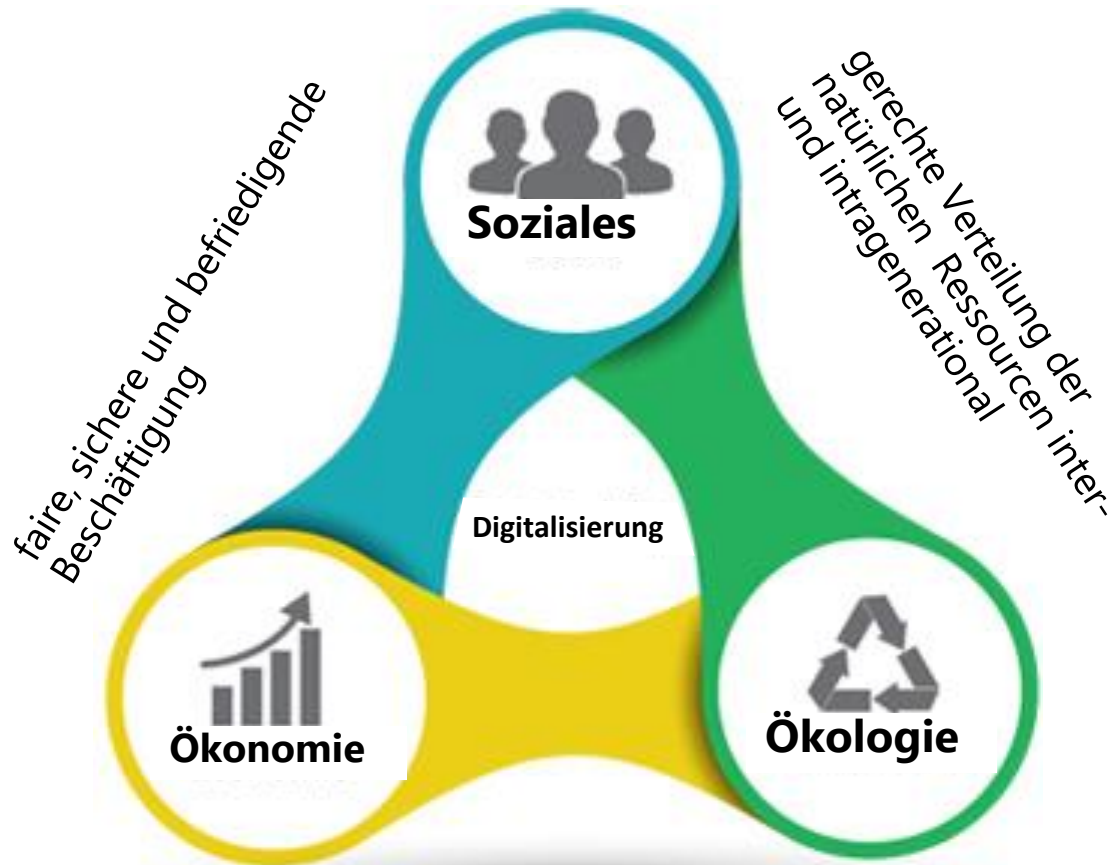 faire, sichere und befriedigende
Beschäftigung
gerechte Verteilung der
natürlichen Ressourcen inter-
und intragenerational
Soziales
Digitalisierung
Ökonomie
Ökologie